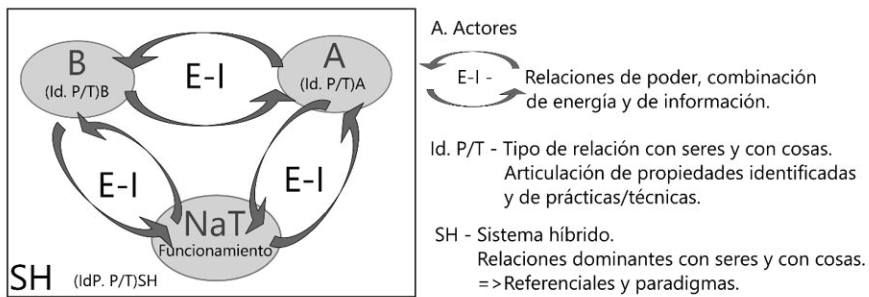 B
(Id. P/T)B
E-I
A
(Id. P/T)A
E-I
E-I
NaT
Funcionamiento
SH (IdP. P/T)SH
A. Actores
E-I - Relaciones de poder, combinación
de energía y de información.
Id. P/T - Tipo de relación con seres y con cosas.
Articulación de propiedades identificadas
y de prácticas/técnicas.
SH - Sistema híbrido.
Relaciones dominantes con seres y con cosas.
=>Referenciales y paradigmas.